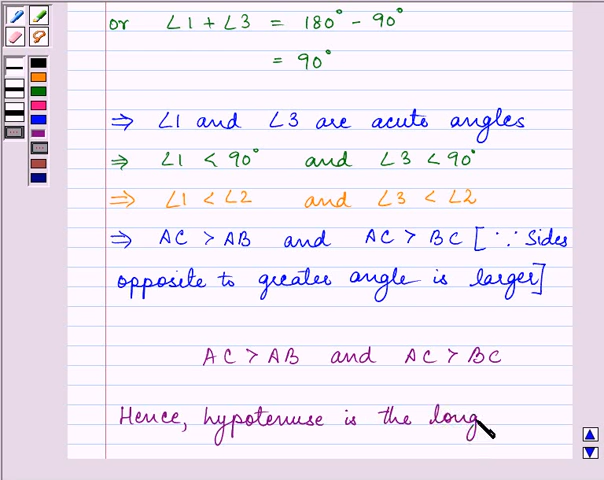 or ∠1 + ∠3 = 180° - 90°
= 90°
⇒ ∠1 and ∠3 are acute angles
⇒ ∠1 < 90° and ∠3 < 90°
⇒ ∠1 < ∠2 and ∠3 < ∠2
⇒ AC > AB and AC > BC [∵ Sides
opposite to greater angle is larger]
AC > AB and AC > BC
Hence, hypotenuse is the long